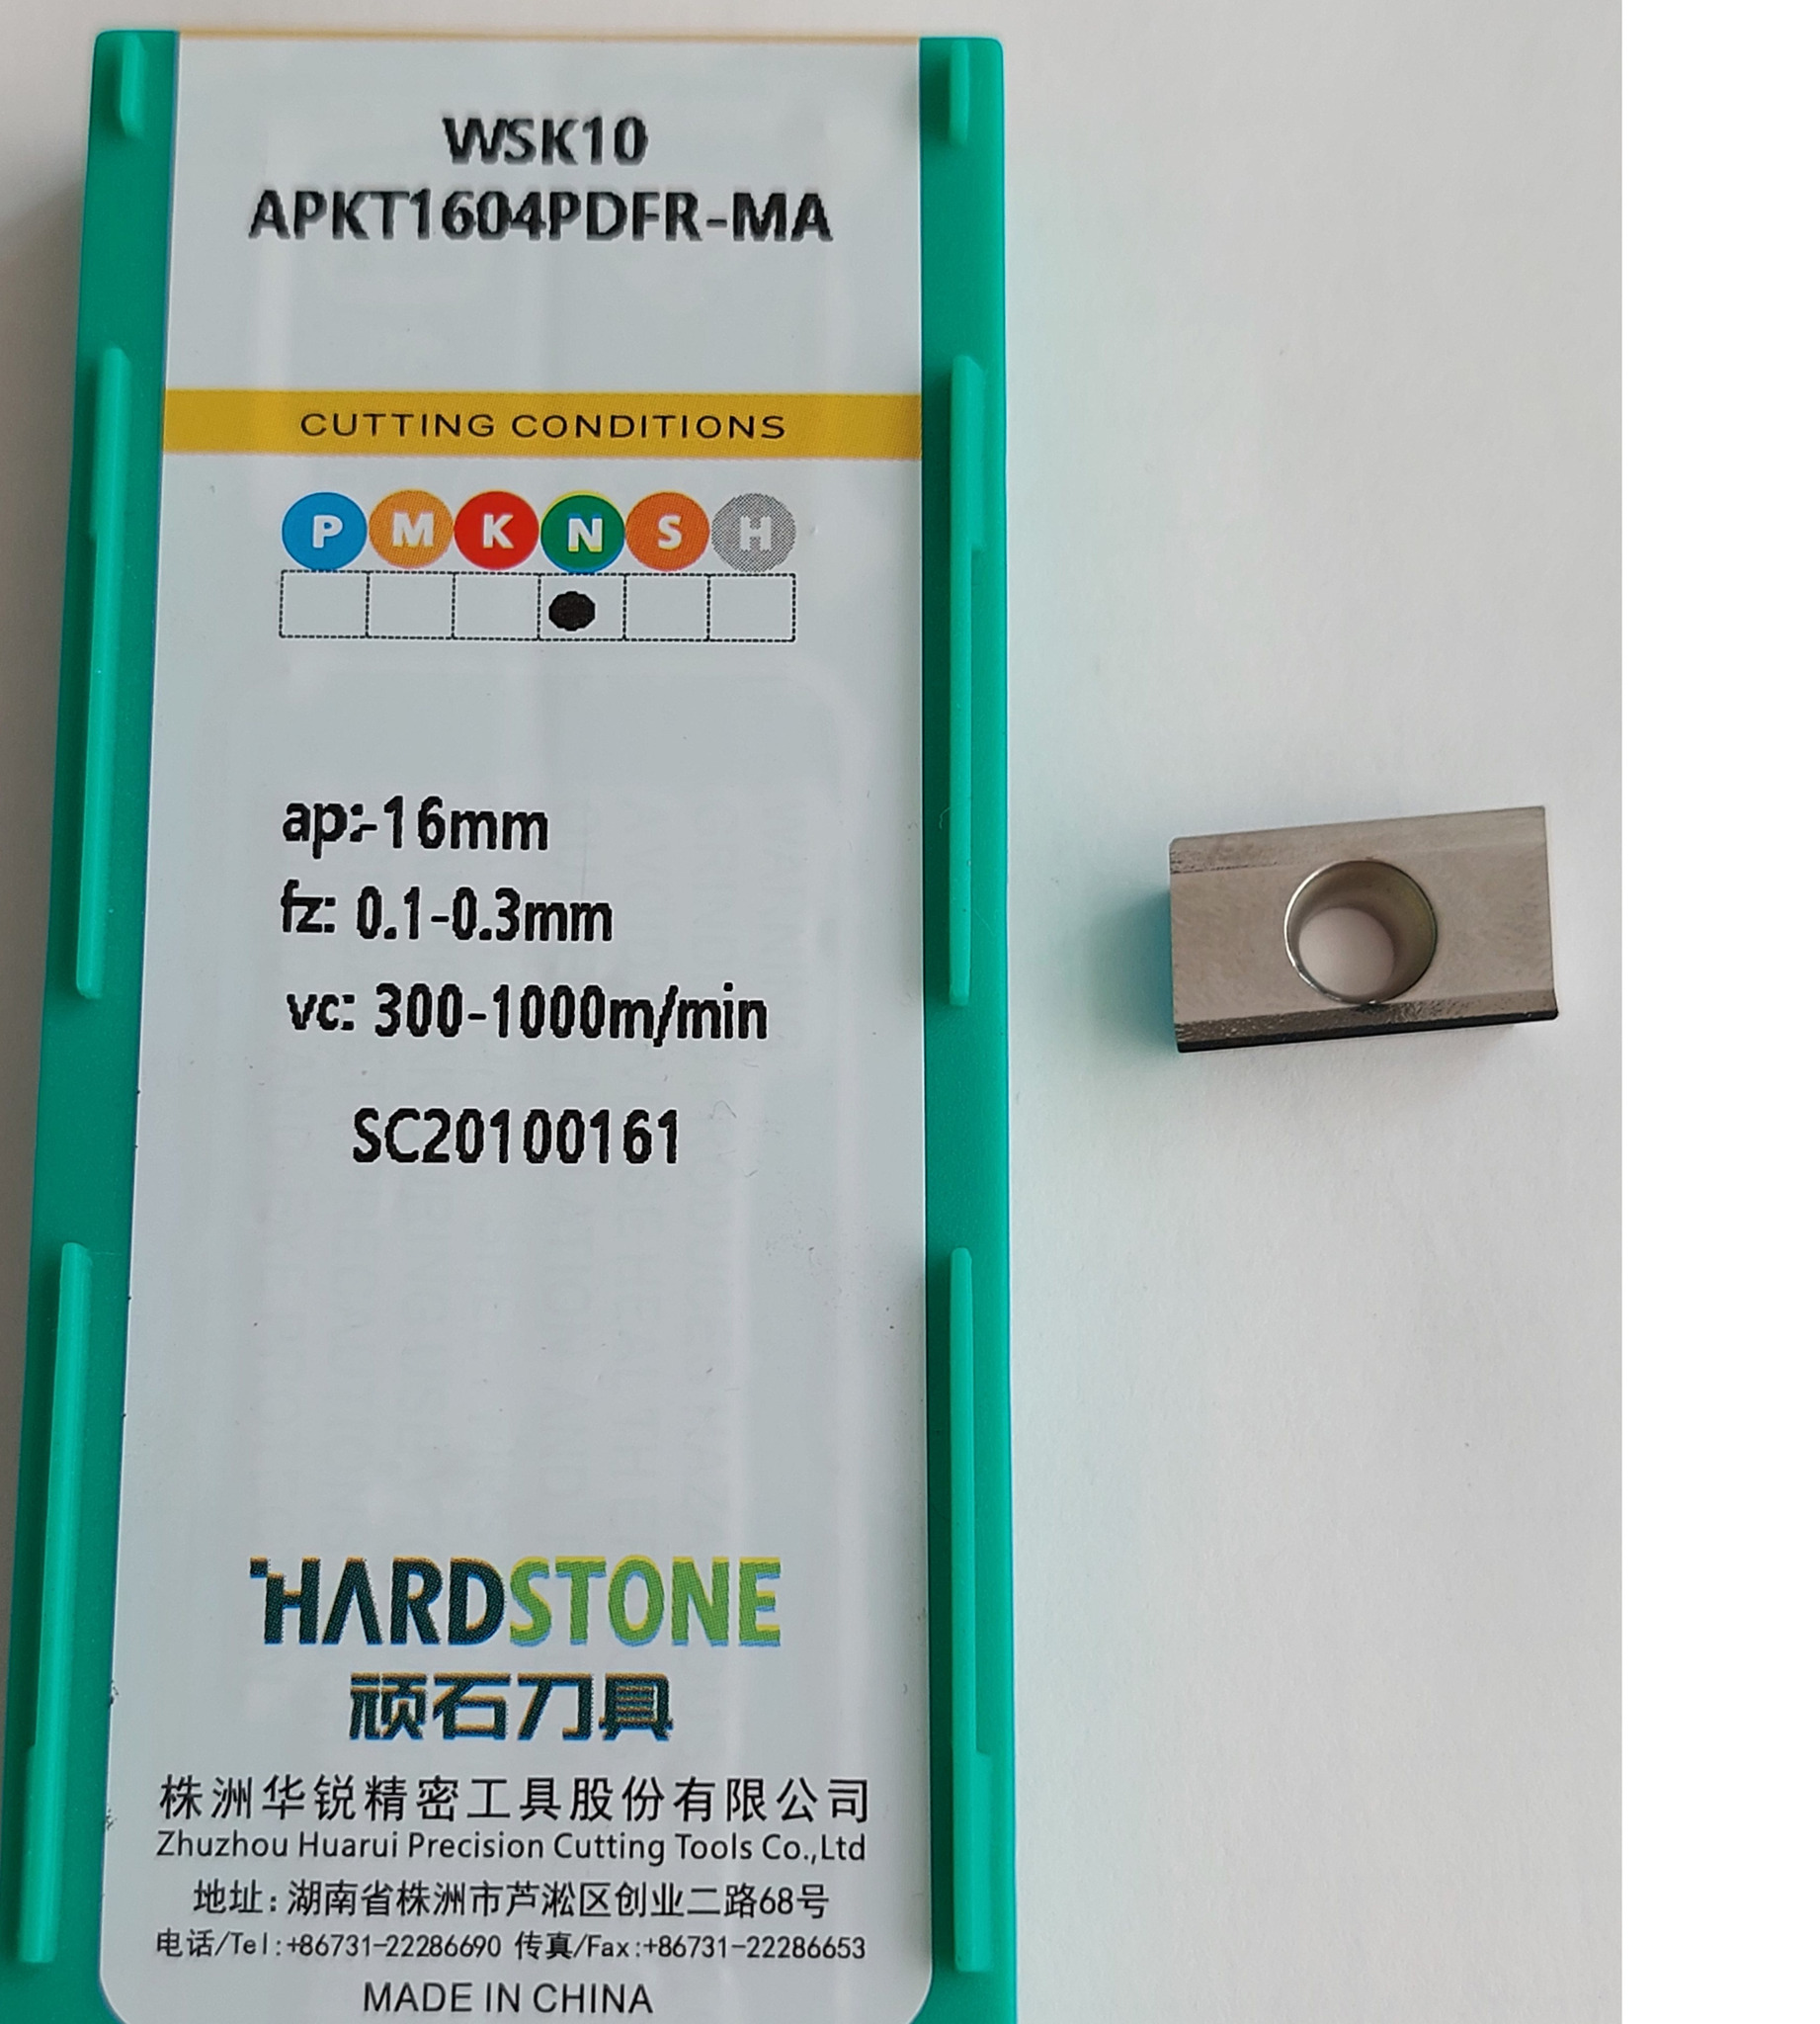 WSK10
APKT1604PDFR-MA
CUTTING CONDITIONS
P M K N S H
ap:-16mm
fz: 0.1-0.3mm
vc: 300-1000m/min
SC20100161
HARDSTONE
顽石刀具
株洲华锐精密工具股份有限公司
Zhuzhou Huarui Precision Cutting Tools Co.,Ltd
地址：湖南省株洲市芦淞区创业二路68号
电话/Tel:+86731-22286690 传真/Fax:+86731-22286653
MADE IN CHINA